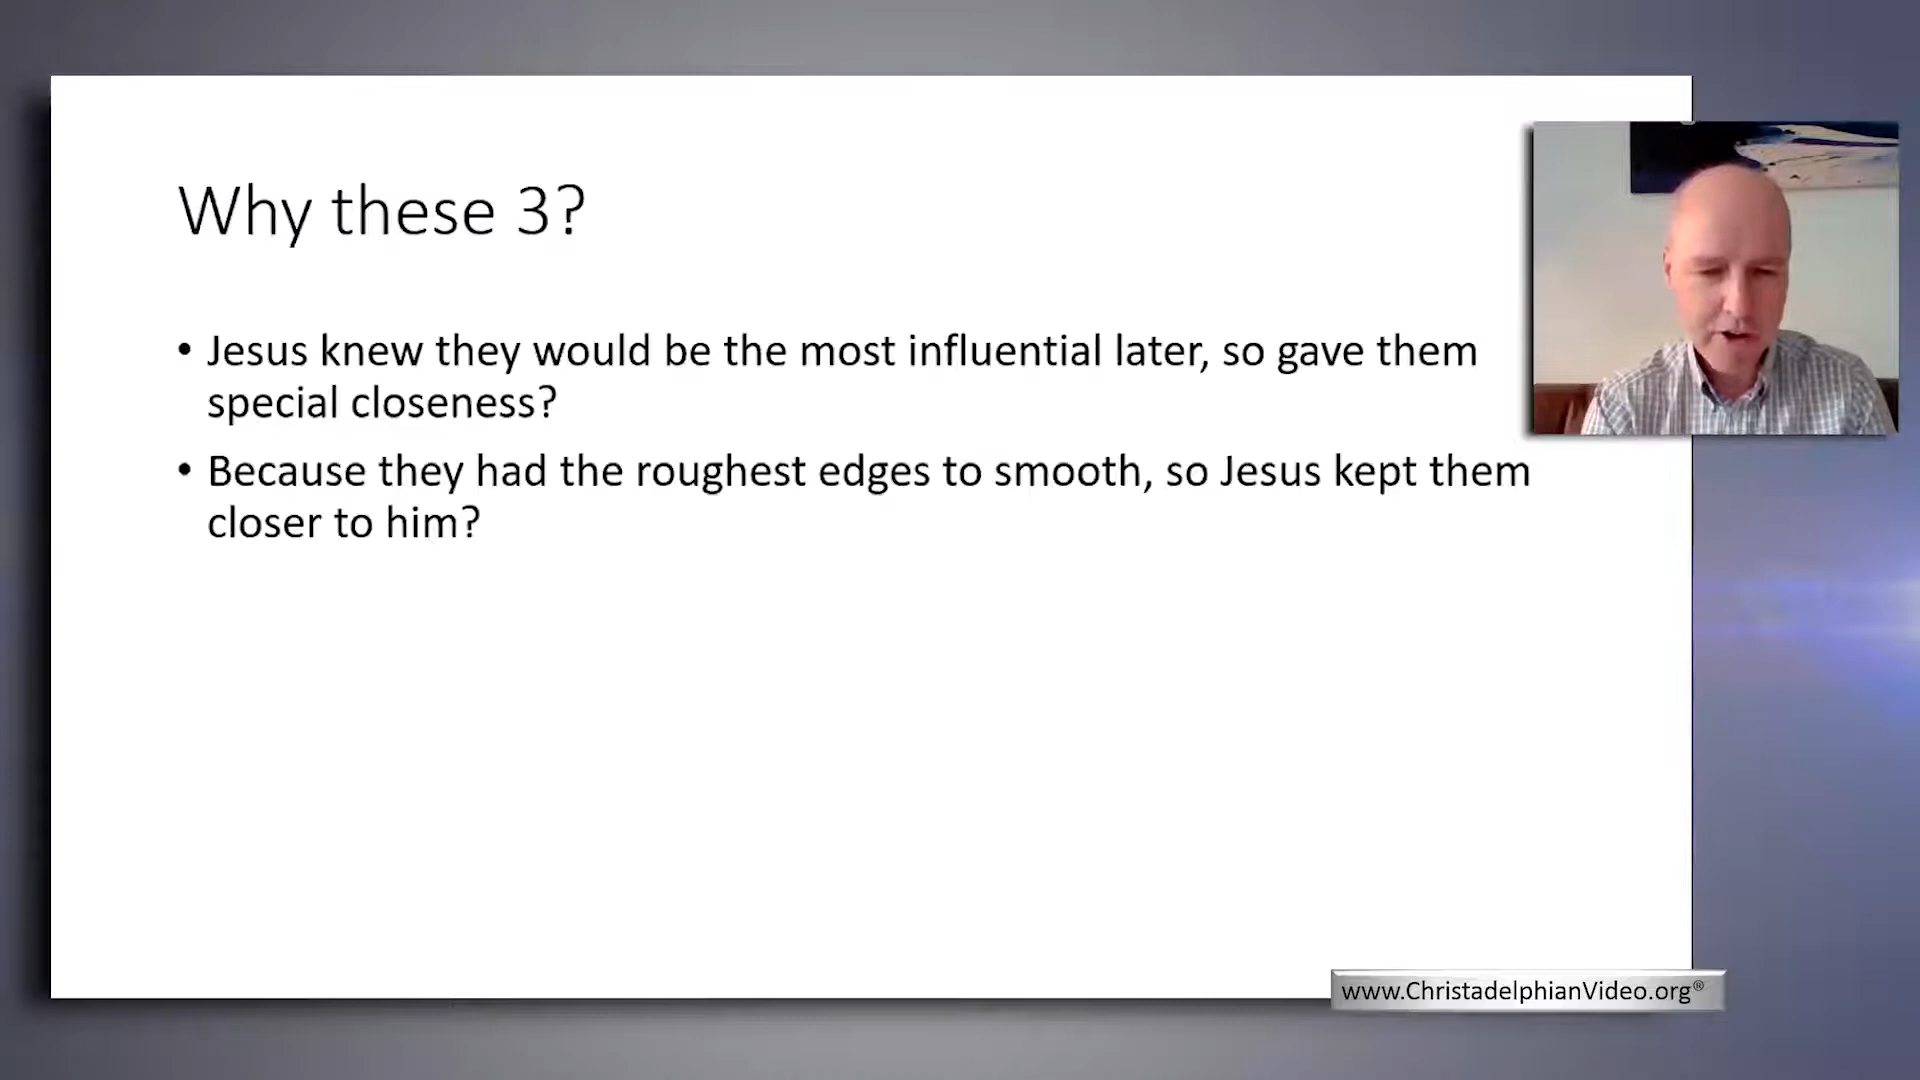 Why these 3?
• Jesus knew they would be the most influential later, so gave them
special closeness?
• Because they had the roughest edges to smooth, so Jesus kept them
closer to him?
www.ChristadelphianVideo.org®